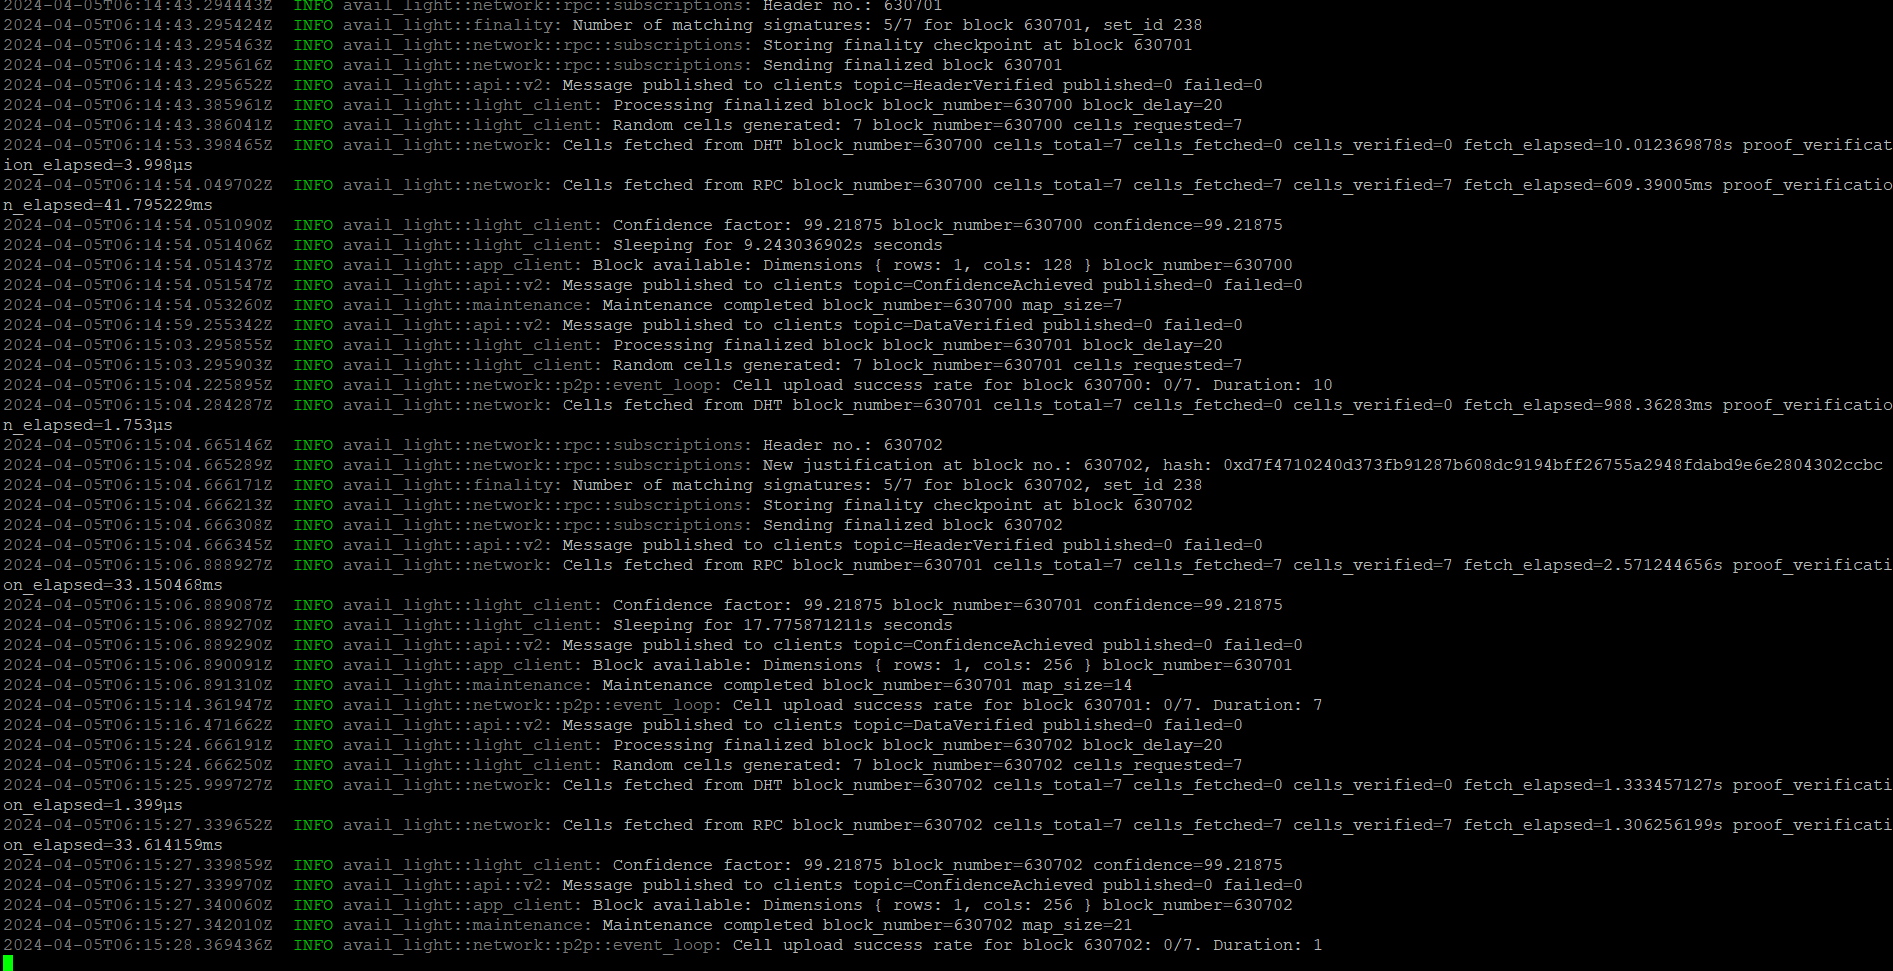 2024-04-05T06:14:43.294443Z  INFO avail_light::network::rpc::subscriptions: Header no.: 630701
2024-04-05T06:14:43.295424Z  INFO avail_light::finality: Number of matching signatures: 5/7 for block 630701, set_id 238
2024-04-05T06:14:43.295463Z  INFO avail_light::network::rpc::subscriptions: Storing finality checkpoint at block 630701
2024-04-05T06:14:43.295616Z  INFO avail_light::network::rpc::subscriptions: Sending finalized block 630701
2024-04-05T06:14:43.295652Z  INFO avail_light::api::v2: Message published to clients topic=HeaderVerified published=0 failed=0
2024-04-05T06:14:43.385961Z  INFO avail_light::light_client: Processing finalized block block_number=630700 block_delay=20
2024-04-05T06:14:43.386041Z  INFO avail_light::light_client: Random cells generated: 7 block_number=630700 cells_requested=7
2024-04-05T06:14:53.398465Z  INFO avail_light::network: Cells fetched from DHT block_number=630700 cells_total=7 cells_fetched=0 cells_verified=0 fetch_elapsed=10.012369878s proof_verificat
ion_elapsed=3.998µs
2024-04-05T06:14:54.049702Z  INFO avail_light::network: Cells fetched from RPC block_number=630700 cells_total=7 cells_fetched=7 cells_verified=7 fetch_elapsed=609.39005ms proof_verificatio
n_elapsed=41.795229ms
2024-04-05T06:14:54.051090Z  INFO avail_light::light_client: Confidence factor: 99.21875 block_number=630700 confidence=99.21875
2024-04-05T06:14:54.051406Z  INFO avail_light::light_client: Sleeping for 9.243036902s seconds
2024-04-05T06:14:54.051437Z  INFO avail_light::app_client: Block available: Dimensions { rows: 1, cols: 128 } block_number=630700
2024-04-05T06:14:54.051547Z  INFO avail_light::api::v2: Message published to clients topic=ConfidenceAchieved published=0 failed=0
2024-04-05T06:14:54.053260Z  INFO avail_light::maintenance: Maintenance completed block_number=630700 map_size=7
2024-04-05T06:14:59.255342Z  INFO avail_light::api::v2: Message published to clients topic=DataVerified published=0 failed=0
2024-04-05T06:15:03.295855Z  INFO avail_light::light_client: Processing finalized block block_number=630701 block_delay=20
2024-04-05T06:15:03.295903Z  INFO avail_light::light_client: Random cells generated: 7 block_number=630701 cells_requested=7
2024-04-05T06:15:04.225895Z  INFO avail_light::network::p2p::event_loop: Cell upload success rate for block 630700: 0/7. Duration: 10
2024-04-05T06:15:04.284287Z  INFO avail_light::network: Cells fetched from DHT block_number=630701 cells_total=7 cells_fetched=0 cells_verified=0 fetch_elapsed=988.36283ms proof_verificatio
n_elapsed=1.753µs
2024-04-05T06:15:04.665146Z  INFO avail_light::network::rpc::subscriptions: Header no.: 630702
2024-04-05T06:15:04.665289Z  INFO avail_light::network::rpc::subscriptions: New justification at block no.: 630702, hash: 0xd7f4710240d373fb91287b608dc9194bff26755a2948fdabd9e6e2804302ccbc
2024-04-05T06:15:04.666171Z  INFO avail_light::finality: Number of matching signatures: 5/7 for block 630702, set_id 238
2024-04-05T06:15:04.666213Z  INFO avail_light::network::rpc::subscriptions: Storing finality checkpoint at block 630702
2024-04-05T06:15:04.666308Z  INFO avail_light::network::rpc::subscriptions: Sending finalized block 630702
2024-04-05T06:15:04.666345Z  INFO avail_light::api::v2: Message published to clients topic=HeaderVerified published=0 failed=0
2024-04-05T06:15:06.888927Z  INFO avail_light::network: Cells fetched from RPC block_number=630701 cells_total=7 cells_fetched=7 cells_verified=7 fetch_elapsed=2.571244656s proof_verificati
on_elapsed=33.150468ms
2024-04-05T06:15:06.889087Z  INFO avail_light::light_client: Confidence factor: 99.21875 block_number=630701 confidence=99.21875
2024-04-05T06:15:06.889270Z  INFO avail_light::light_client: Sleeping for 17.775871211s seconds
2024-04-05T06:15:06.889290Z  INFO avail_light::api::v2: Message published to clients topic=ConfidenceAchieved published=0 failed=0
2024-04-05T06:15:06.890091Z  INFO avail_light::app_client: Block available: Dimensions { rows: 1, cols: 256 } block_number=630701
2024-04-05T06:15:06.891310Z  INFO avail_light::maintenance: Maintenance completed block_number=630701 map_size=14
2024-04-05T06:15:14.361947Z  INFO avail_light::network::p2p::event_loop: Cell upload success rate for block 630701: 0/7. Duration: 7
2024-04-05T06:15:16.471662Z  INFO avail_light::api::v2: Message published to clients topic=DataVerified published=0 failed=0
2024-04-05T06:15:24.666191Z  INFO avail_light::light_client: Processing finalized block block_number=630702 block_delay=20
2024-04-05T06:15:24.666250Z  INFO avail_light::light_client: Random cells generated: 7 block_number=630702 cells_requested=7
2024-04-05T06:15:25.999727Z  INFO avail_light::network: Cells fetched from DHT block_number=630702 cells_total=7 cells_fetched=0 cells_verified=0 fetch_elapsed=1.333457127s proof_verificati
on_elapsed=1.399µs
2024-04-05T06:15:27.339652Z  INFO avail_light::network: Cells fetched from RPC block_number=630702 cells_total=7 cells_fetched=7 cells_verified=7 fetch_elapsed=1.306256199s proof_verificati
on_elapsed=33.614159ms
2024-04-05T06:15:27.339859Z  INFO avail_light::light_client: Confidence factor: 99.21875 block_number=630702 confidence=99.21875
2024-04-05T06:15:27.339970Z  INFO avail_light::api::v2: Message published to clients topic=ConfidenceAchieved published=0 failed=0
2024-04-05T06:15:27.340060Z  INFO avail_light::app_client: Block available: Dimensions { rows: 1, cols: 256 } block_number=630702
2024-04-05T06:15:27.342010Z  INFO avail_light::maintenance: Maintenance completed block_number=630702 map_size=21
2024-04-05T06:15:28.369436Z  INFO avail_light::network::p2p::event_loop: Cell upload success rate for block 630702: 0/7. Duration: 1